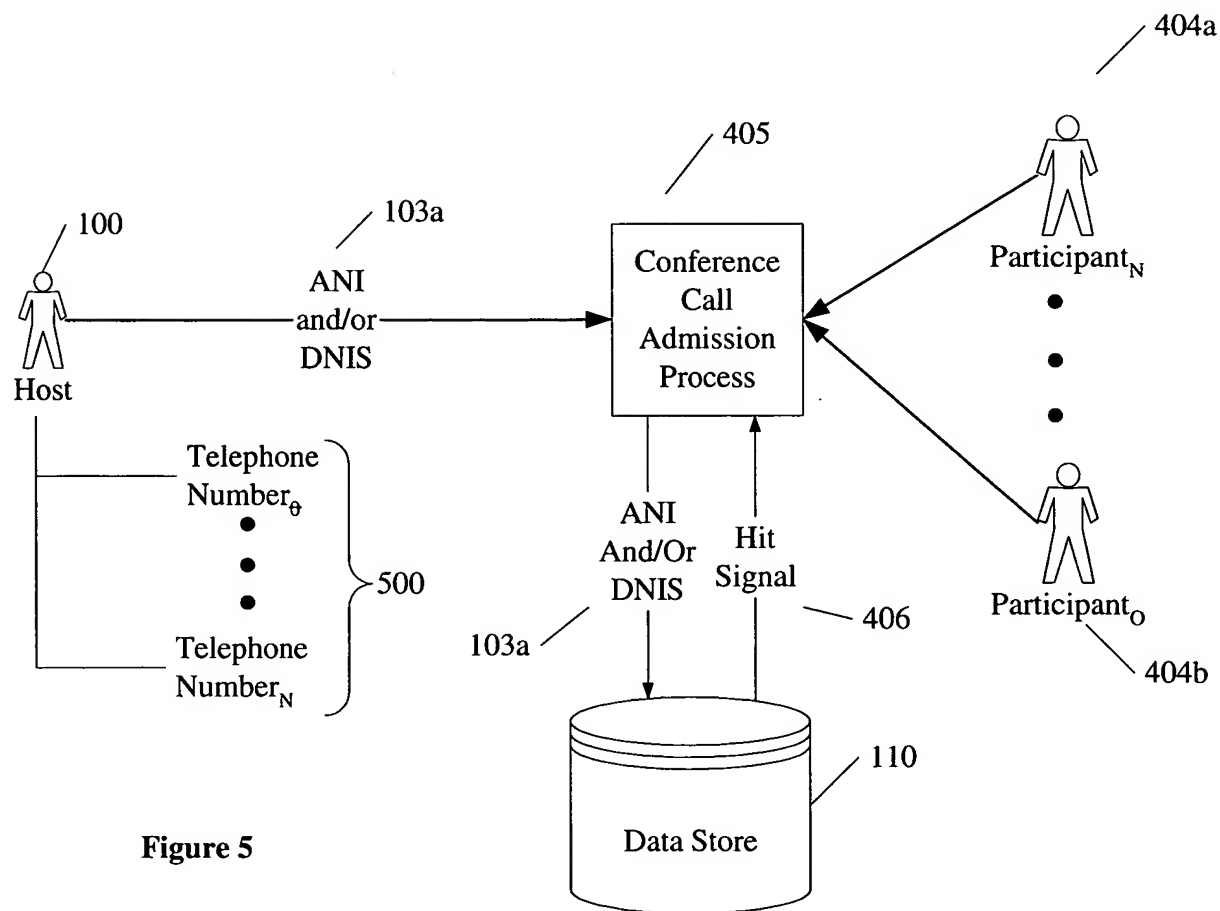 404a
405
100
103a
ANI
and/or
DNIS
Conference
Call
Admission
Process
Participant_N
Host
Telephone
Number_0
500
Telephone
Number_N
ANI
And/Or
DNIS
Hit
Signal
103a
406
Participant_O
404b
110
Data Store
Figure 5